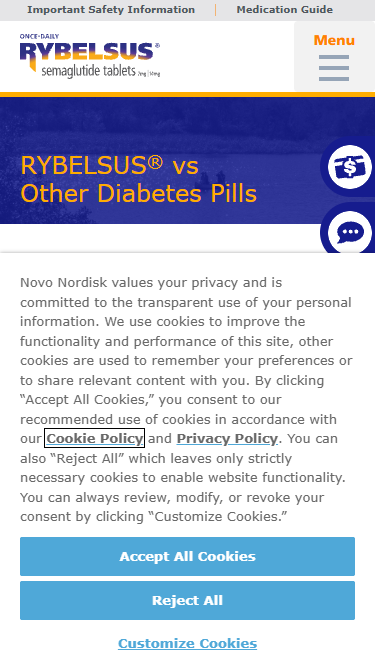 Important Safety Information
Medication Guide
Menu
ONCE-DAILY
RYBELSUS®
semaglutide tablets 7mg | 14mg
RYBELSUS® vs
Other Diabetes Pills
$
Novo Nordisk values your privacy and is
committed to the transparent use of your personal
information. We use cookies to improve the
functionality and performance of this site, other
cookies are used to remember your preferences or
to share relevant content with you. By clicking
“Accept All Cookies,” you consent to our
recommended use of cookies in accordance with
our Cookie Policy and Privacy Policy. You can
also “Reject All” which leaves only strictly
necessary cookies to enable website functionality.
You can always review, modify, or revoke your
consent by clicking “Customize Cookies.”
Accept All Cookies
Reject All
Customize Cookies